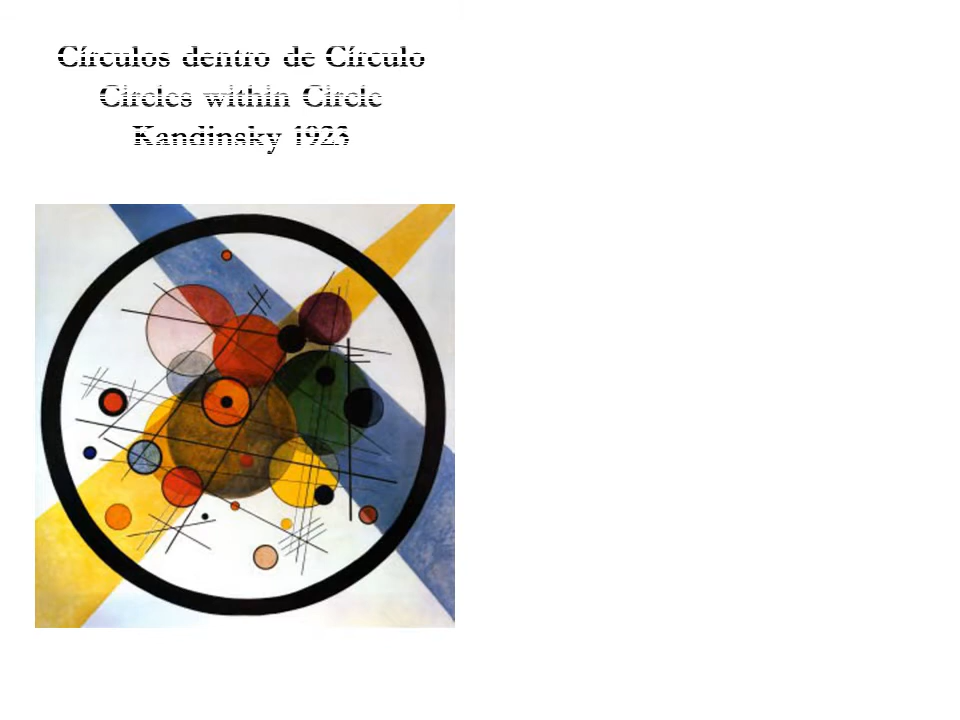 Círculos dentro de Círculo
Circles within Circle
Kandinsky 1923